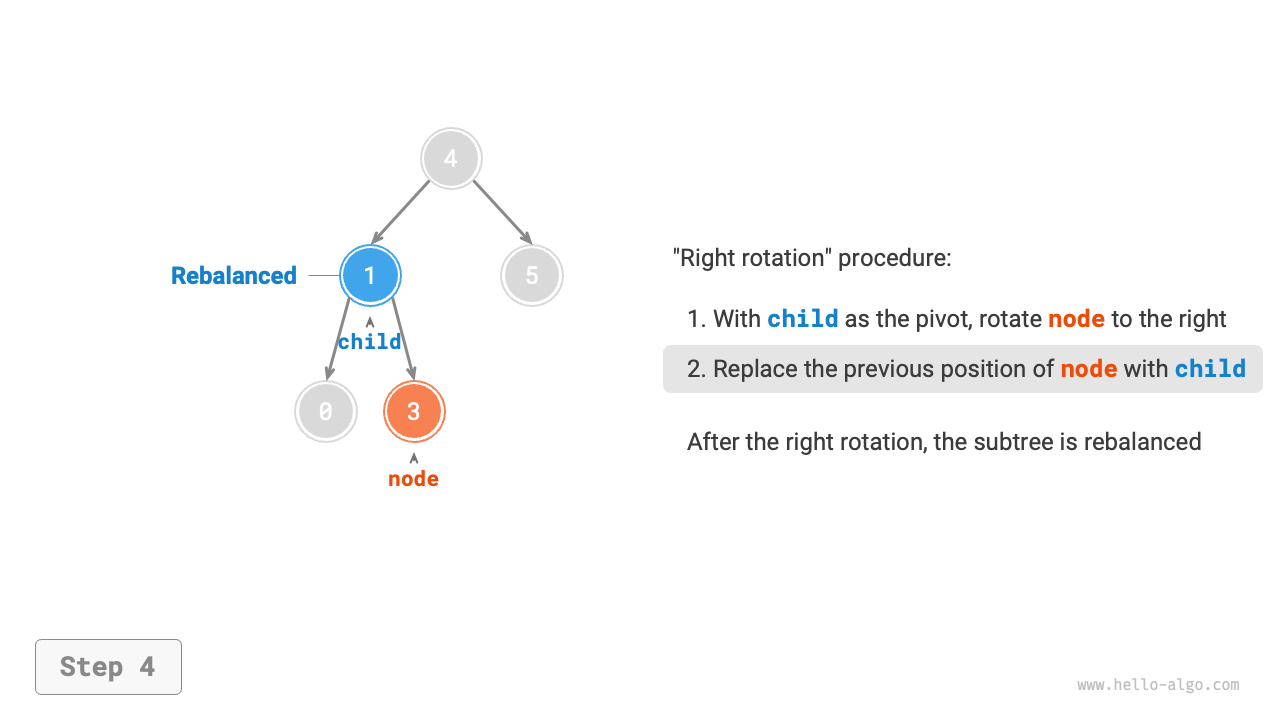 4
Rebalanced
1
5
child
0
3
node
"Right rotation" procedure:
1. With child as the pivot, rotate node to the right
2. Replace the previous position of node with child
After the right rotation, the subtree is rebalanced
Step 4
www.hello-algo.com